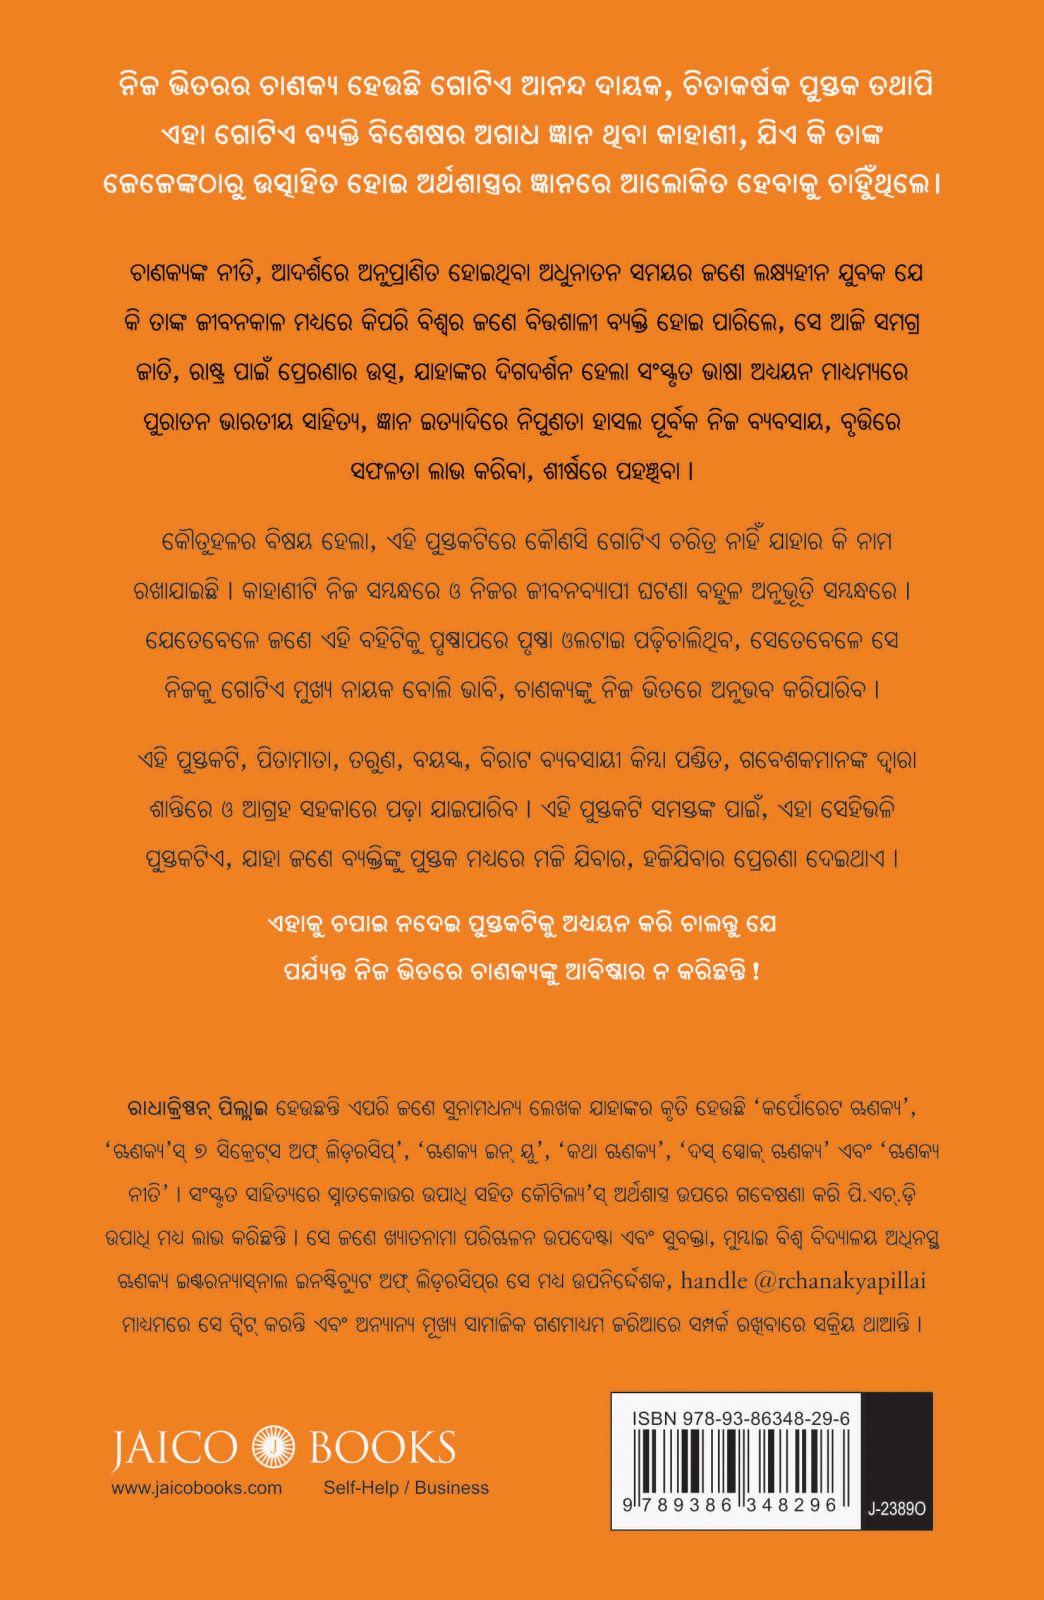 ନିଜ ଭିତରର ଚାଣକ୍ୟ ହେଉଛି ଗୋଟିଏ ଆନନ୍ଦ ଦାୟକ, ଚିତାକର୍ଷକ ପୁସ୍ତକ ତଥାପି
ଏହା ଗୋଟିଏ ବ୍ୟକ୍ତି ବିଶେଷର ଅଗାଧ ଜ୍ଞାନ ଥିବା କାହାଣୀ, ଯିଏ କି ତାଙ୍କ
ଜେଜେଙ୍କଠାରୁ ଉତ୍ସାହିତ ହୋଇ ଅର୍ଥଶାସ୍ତ୍ରର ଜ୍ଞାନରେ ଆଲୋକିତ ହେବାକୁ ଚାହୁଁଥିଲେ।
ଚାଣକ୍ୟଙ୍କ ନୀତି, ଆଦର୍ଶରେ ଅନୁପ୍ରାଣିତ ହୋଇଥିବା ଅଧୁନାତନ ସମୟର ଜଣେ ଲକ୍ଷ୍ୟହୀନ ଯୁବକ ଯେ
କି ତାଙ୍କ ଜୀବନକାଳ ମଧ୍ୟରେ କିପରି ବିଶ୍ୱର ଜଣେ ବିତ୍ତଶାଳୀ ବ୍ୟକ୍ତି ହୋଇ ପାରିଲେ, ସେ ଆଜି ସମଗ୍ର
ଜାତି, ରାଷ୍ଟ୍ର ପାଇଁ ପ୍ରେରଣାର ଉତ୍ସ, ଯାହାଙ୍କର ଦିଗଦର୍ଶନ ହେଲା ସଂସ୍କୃତ ଭାଷା ଅଧ୍ୟୟନ ମାଧ୍ୟମ୍ୟରେ
ପୁରାତନ ଭାରତୀୟ ସାହିତ୍ୟ, ଜ୍ଞାନ ଇତ୍ୟାଦିରେ ନିପୁଣତା ହାସଲ ପୂର୍ବକ ନିଜ ବ୍ୟବସାୟ, ବୃତ୍ତିରେ
ସଫଳତା ଲାଭ କରିବା, ଶୀର୍ଷରେ ପହଞ୍ଚିବା।
କୌତୁହଳର ବିଷୟ ହେଲା, ଏହି ପୁସ୍ତକଟିରେ କୌଣସି ଗୋଟିଏ ଚରିତ୍ର ନାହିଁ ଯାହାର କି ନାମ
ରଖାଯାଇଛି। କାହାଣୀଟି ନିଜ ସମ୍ବନ୍ଧରେ ଓ ନିଜର ଜୀବନବ୍ୟାପୀ ଘଟଣା ବହୁଳ ଅନୁଭୂତି ସମ୍ବନ୍ଧରେ।
ଯେତେବେଳେ ଜଣେ ଏହି ବହିଟିକୁ ପୃଷ୍ଠାପରେ ପୃଷ୍ଠା ଓଲଟାଇ ପଢ଼ିଚାଲିଥିବ, ସେତେବେଳେ ସେ
ନିଜକୁ ଗୋଟିଏ ମୁଖ୍ୟ ନାୟକ ବୋଲି ଭାବି, ଚାଣକ୍ୟଙ୍କୁ ନିଜ ଭିତରେ ଅନୁଭବ କରିପାରିବ।
ଏହି ପୁସ୍ତକଟି, ପିତାମାତା, ତରୁଣ, ବୟସ୍କ, ବିରାଟ ବ୍ୟବସାୟୀ କିମ୍ବା ପଣ୍ଡିତ, ଗବେଶକମାନଙ୍କ ଦ୍ୱାରା
ଶାନ୍ତିରେ ଓ ଆଗ୍ରହ ସହକାରେ ପଢ଼ା ଯାଇପାରିବ। ଏହି ପୁସ୍ତକଟି ସମସ୍ତଙ୍କ ପାଇଁ, ଏହା ସେହିଭଳି
ପୁସ୍ତକଟିଏ, ଯାହା ଜଣେ ବ୍ୟକ୍ତିଙ୍କୁ ପୁସ୍ତକ ମଧ୍ୟରେ ମଜି ଯିବାର, ହଜିଯିବାର ପ୍ରେରଣା ଦେଇଥାଏ।
ଏହାକୁ ଚପାଇ ନଦେଇ ପୁସ୍ତକଟିକୁ ଅଧ୍ୟୟନ କରି ଚାଲନ୍ତୁ ଯେ
ପର୍ଯ୍ୟନ୍ତ ନିଜ ଭିତରେ ଚାଣକ୍ୟଙ୍କୁ ଆବିଷ୍କାର ନ କରିଛନ୍ତି!
ରାଧାକ୍ରିଷ୍ଣନ୍ ପିଲ୍ଲାଇ ହେଉଛନ୍ତି ଏପରି ଜଣେ ସୁନାମଧନ୍ୟ ଲେଖକ ଯାହାଙ୍କର କୃତି ହେଉଛି ‘କର୍ପୋରେଟ ଋଣକ୍ୟ’,
‘ଋଣକ୍ୟ’ସ୍ ୭ ସିକ୍ରେଟ୍ସ ଅଫ୍ ଲିଡ଼ରସିପ୍’, ‘ଋଣକ୍ୟ ଇନ୍ ୟୁ’, ‘କଥା ଋଣକ୍ୟ’, ‘ଦସ୍ ସ୍ପୋକ୍ ଋଣକ୍ୟ’ ଏବଂ ‘ଋଣକ୍ୟ
ନୀତି’। ସଂସ୍କୃତ ସାହିତ୍ୟରେ ସ୍ନାତକୋତ୍ତର ଉପାଧି ସହିତ କୌଟିଲ୍ୟ’ସ୍ ଅର୍ଥଶାସ୍ତ୍ର ଉପରେ ଗବେଷଣା କରି ପି.ଏଚ୍.ଡ଼ି
ଉପାଧି ମଧ୍ୟ ଲାଭ କରିଛନ୍ତି। ସେ ଜଣେ ଖ୍ୟାତନାମା ପରିଋଳନ ଉପଦେଷ୍ଟା ଏବଂ ସୁବକ୍ତା, ମୁମ୍ବାଇ ବିଶ୍ୱ ବିଦ୍ୟାଳୟ ଅଧିନସ୍ଥ
ଋଣକ୍ୟ ଇଣ୍ଟରନ୍ୟାସ୍‌ନାଲ ଇନଷ୍ଟିଚ୍ୟୁଟ ଅଫ୍ ଲିଡ଼ରସିପ୍‌ର ସେ ମଧ୍ୟ ଉପନିର୍ଦ୍ଦେଶକ, handle @rchanakyapillai
ମାଧ୍ୟମରେ ସେ ଟ୍ୱିଟ୍ କରନ୍ତି ଏବଂ ଅନ୍ୟାନ୍ୟ ମୁଖ୍ୟ ସାମାଜିକ ଗଣମାଧ୍ୟମ ଜରିଆରେ ସମ୍ପର୍କ ରଖିବାରେ ସକ୍ରିୟ ଥାଆନ୍ତି।
JAICO J BOOKS
www.jaicobooks.com Self-Help / Business
ISBN 978-93-86348-29-6
9 789386 348296
J-2389O